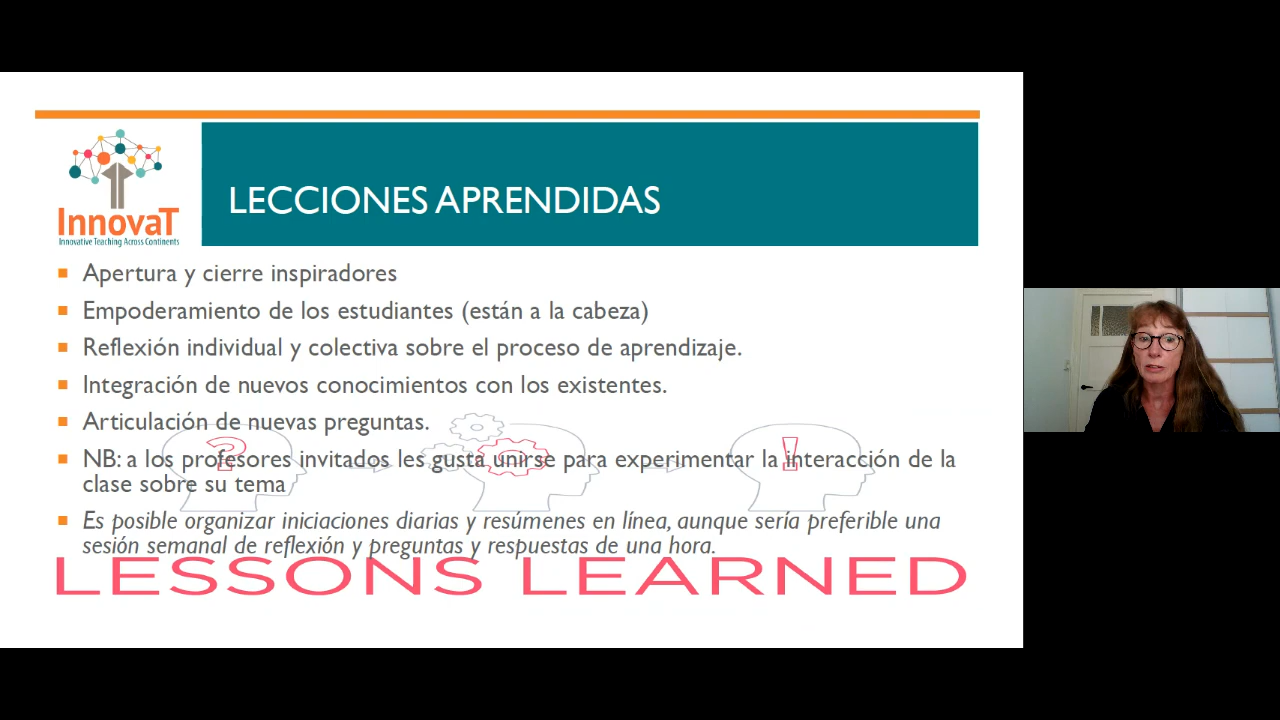 InnovaT
Innovative Teaching Across Continents
LECCIONES APRENDIDAS
Apertura y cierre inspiradores
Empoderamiento de los estudiantes (están a la cabeza)
Reflexión individual y colectiva sobre el proceso de aprendizaje.
Integración de nuevos conocimientos con los existentes.
Articulación de nuevas preguntas.
NB: a los profesores invitados les gusta unirse para experimentar la interacción de la
clase sobre su tema
Es posible organizar iniciaciones diarias y resúmenes en línea, aunque sería preferible una
sesión semanal de reflexión y preguntas y respuestas de una hora.
? !
LESSONS LEARNED